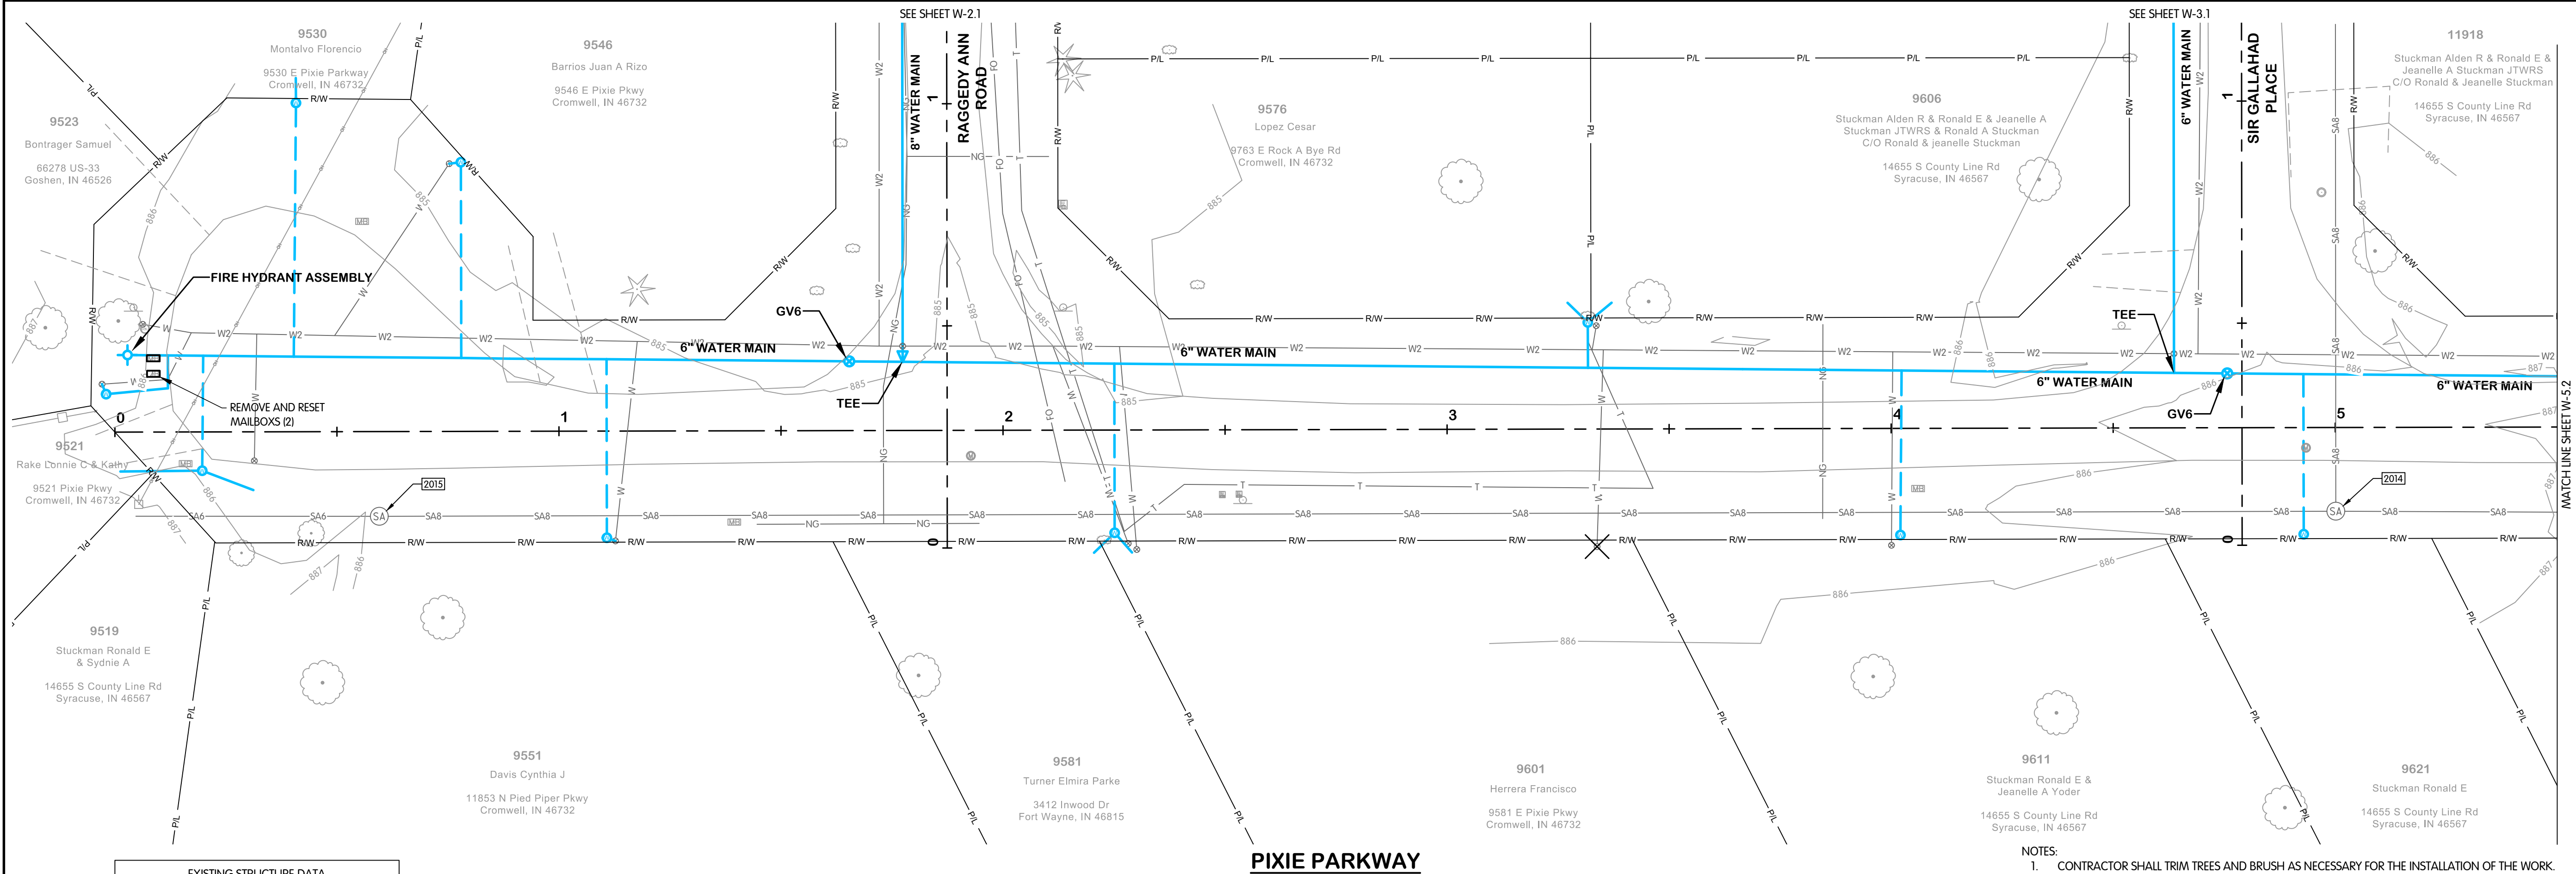 SEE SHEET W-2.1
SEE SHEET W-3.1
9530
Montalvo Florencio
9530 E Pixie Parkway
Cromwell, IN 46732
9546
Barrios Juan A Rizo
9546 E Pixie Pkwy
Cromwell, IN 46732
8" WATER MAIN
1
RAGGEDY ANN
ROAD
9576
Lopez Cesar
9763 E Rock A Bye Rd
Cromwell, IN 46732
9606
Stuckman Alden R & Ronald E & Jeanelle A
Stuckman JTWRS & Ronald A Stuckman
C/O Ronald & jeanelle Stuckman
14655 S County Line Rd
Syracuse, IN 46567
6" WATER MAIN
1
SIR GALLAHAD
PLACE
11918
Stuckman Alden R & Ronald E &
Jeanelle A Stuckman JTWRS
C/O Ronald & Jeanelle Stuckman
14655 S County Line Rd
Syracuse, IN 46567
9523
Bontrager Samuel
66278 US-33
Goshen, IN 46526
FIRE HYDRANT ASSEMBLY
GV6
TEE
6" WATER MAIN
6" WATER MAIN
TEE
6" WATER MAIN
GV6
6" WATER MAIN
REMOVE AND RESET
MAILBOXS (2)
0
1
2
3
4
5
MATCH LINE SHEET W-5.2
9521
Rake Lonnie C & Kathy
9521 Pixie Pkwy
Cromwell, IN 46732
2015
2014
SA
SA
0
0
9519
Stuckman Ronald E
& Sydnie A
14655 S County Line Rd
Syracuse, IN 46567
9551
Davis Cynthia J
11853 N Pied Piper Pkwy
Cromwell, IN 46732
9581
Turner Elmira Parke
3412 Inwood Dr
Fort Wayne, IN 46815
9601
Herrera Francisco
9581 E Pixie Pkwy
Cromwell, IN 46732
9611
Stuckman Ronald E &
Jeanelle A Yoder
14655 S County Line Rd
Syracuse, IN 46567
9621
Stuckman Ronald E
14655 S County Line Rd
Syracuse, IN 46567
PIXIE PARKWAY
NOTES:
1. CONTRACTOR SHALL TRIM TREES AND BRUSH AS NECESSARY FOR THE INSTALLATION OF THE WORK.
EXISTING STRUCTURE DATA